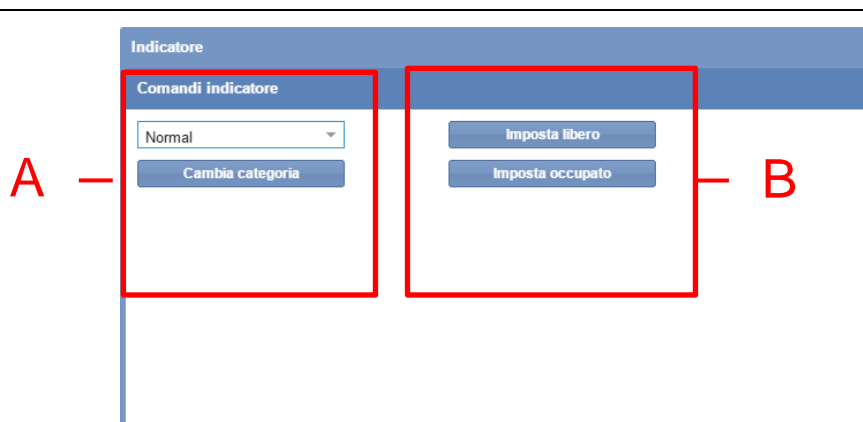 Indicatore
Comandi indicatore
Normal
Imposta libero
Cambia categoria
Imposta occupato
A
B